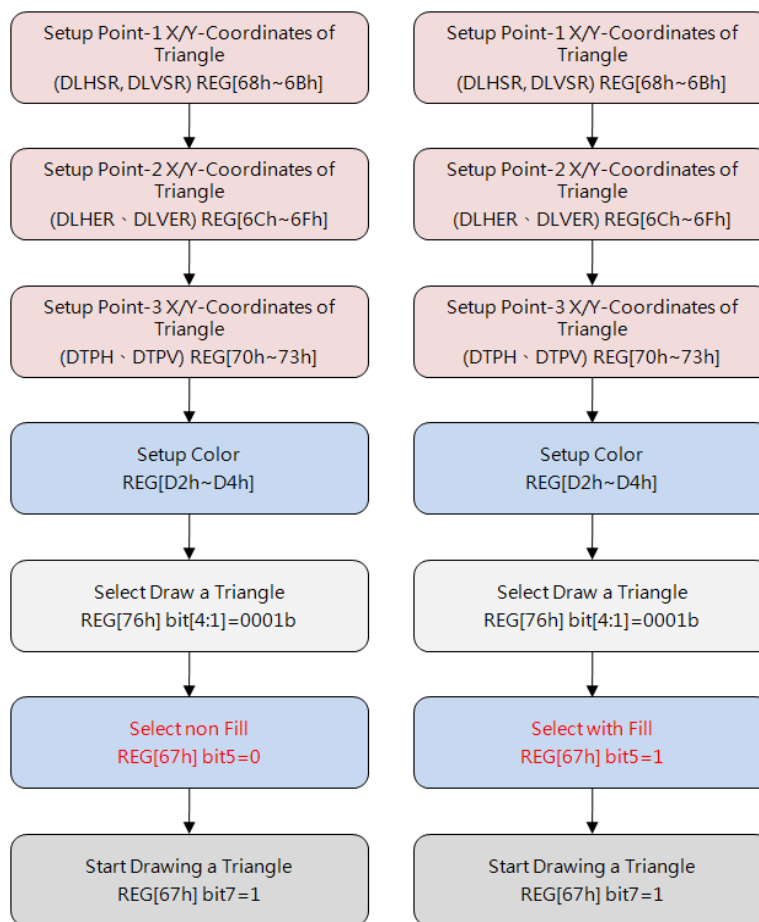 Setup Point-1 X/Y-Coordinates of
Triangle
(DLHSR, DLVSR) REG[68h~6Bh]
Setup Point-2 X/Y-Coordinates of
Triangle
(DLHER、DLVER) REG[6Ch~6Fh]
Setup Point-3 X/Y-Coordinates of
Triangle
(DTPH、DTPV) REG[70h~73h]
Setup Color
REG[D2h~D4h]
Select Draw a Triangle
REG[76h] bit[4:1]=0001b
Select non Fill
REG[67h] bit5=0
Start Drawing a Triangle
REG[67h] bit7=1
Setup Point-1 X/Y-Coordinates of
Triangle
(DLHSR, DLVSR) REG[68h~6Bh]
Setup Point-2 X/Y-Coordinates of
Triangle
(DLHER、DLVER) REG[6Ch~6Fh]
Setup Point-3 X/Y-Coordinates of
Triangle
(DTPH、DTPV) REG[70h~73h]
Setup Color
REG[D2h~D4h]
Select Draw a Triangle
REG[76h] bit[4:1]=0001b
Select with Fill
REG[67h] bit5=1
Start Drawing a Triangle
REG[67h] bit7=1